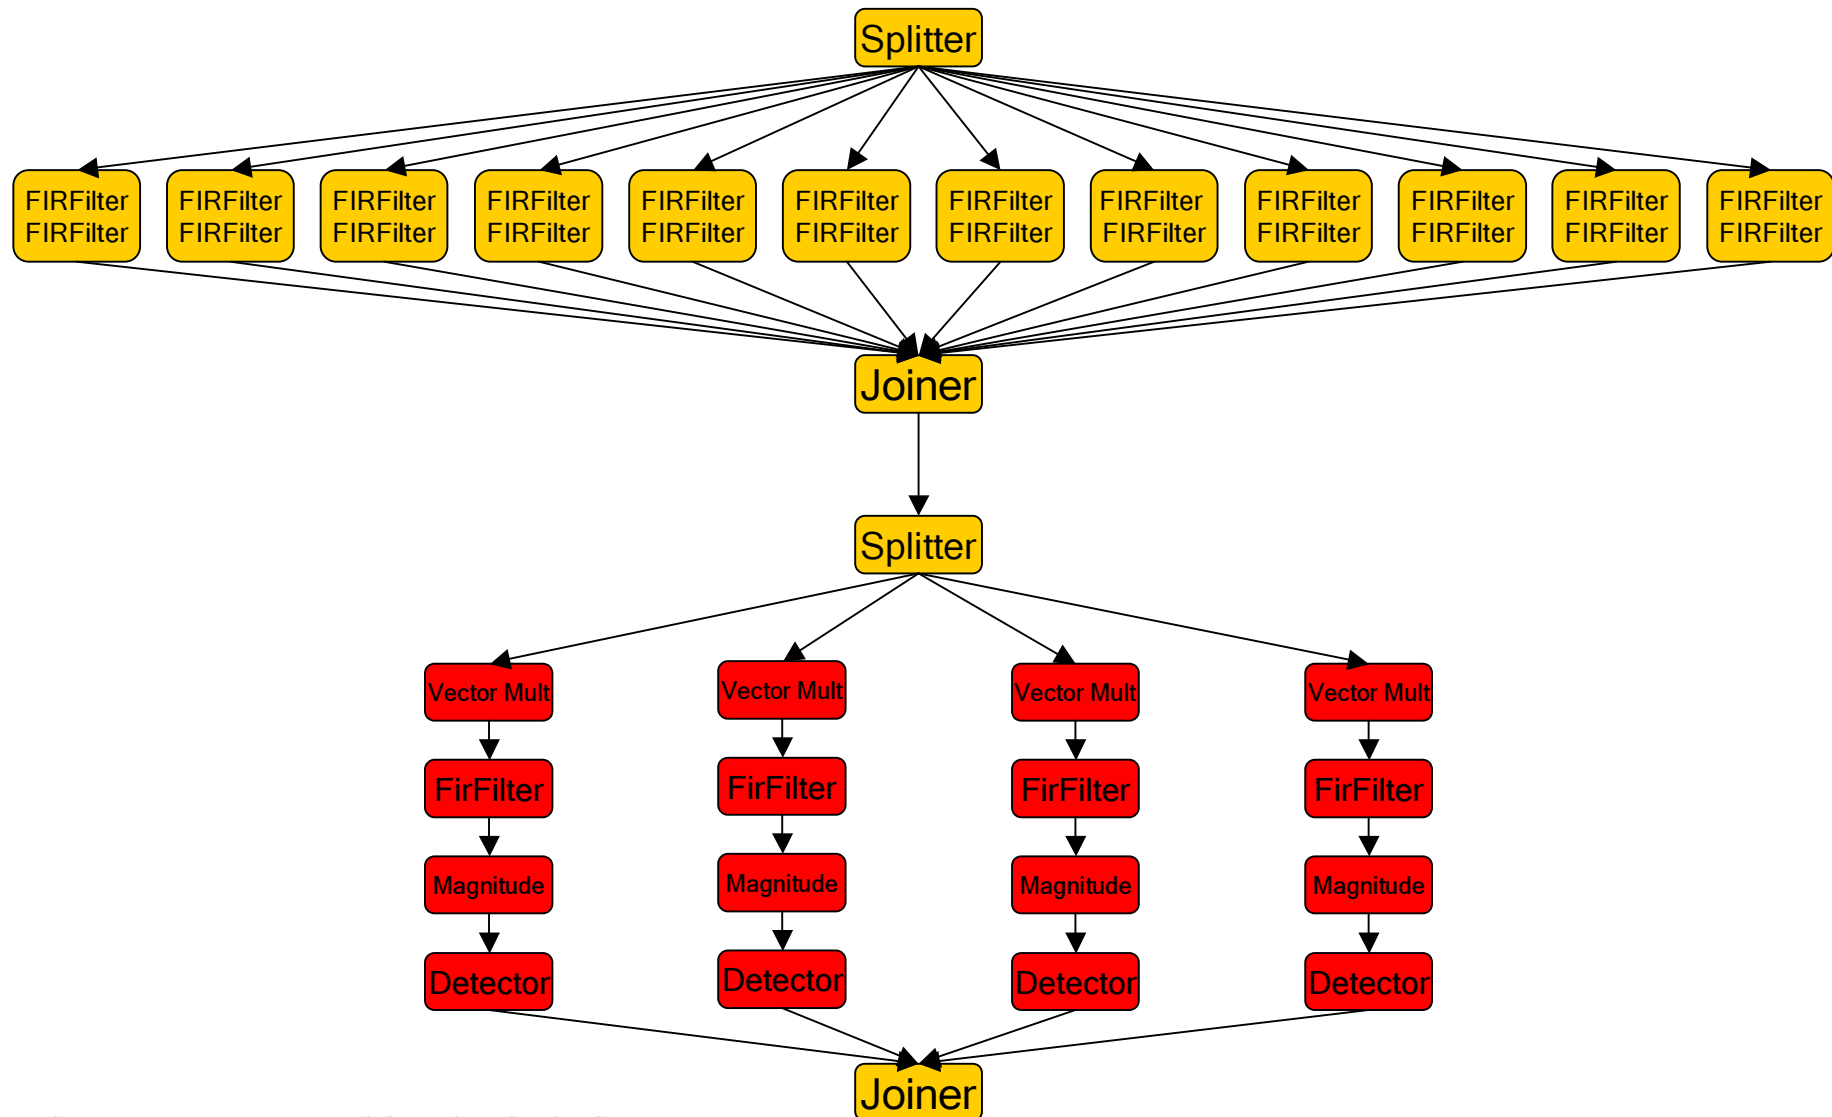 Splitter
FIRFilter FIRFilter FIRFilter FIRFilter FIRFilter FIRFilter FIRFilter FIRFilter FIRFilter FIRFilter FIRFilter FIRFilter
FIRFilter FIRFilter FIRFilter FIRFilter FIRFilter FIRFilter FIRFilter FIRFilter FIRFilter FIRFilter FIRFilter FIRFilter
Joiner
Splitter
Vector Mult Vector Mult Vector Mult Vector Mult
FirFilter FirFilter FirFilter FirFilter
Magnitude Magnitude Magnitude Magnitude
Detector Detector Detector Detector
Joiner